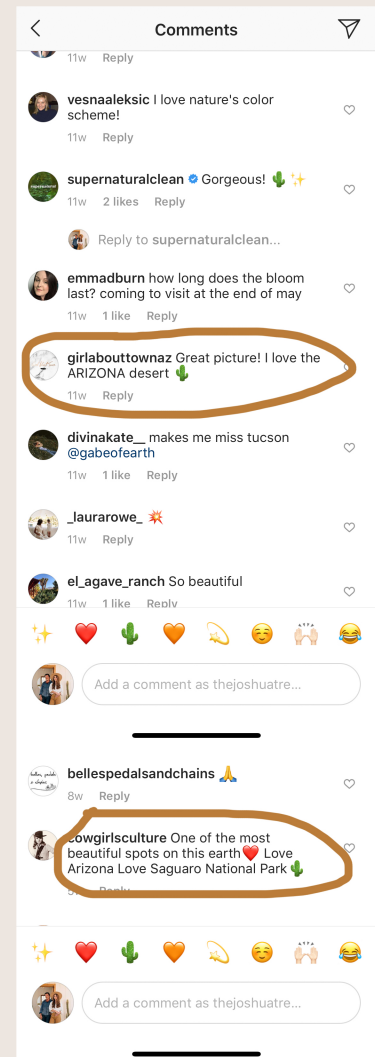 Comments
11w Reply
vesnaaleksic I love nature's color
scheme!
11w Reply
supernaturalclean Gorgeous! 🌵 ✨
11w 2 likes Reply
Reply to supernaturalclean...
emmadburn how long does the bloom
last? coming to visit at the end of may
11w 1 like Reply
girlabouttownaz Great picture! I love the
ARIZONA desert 🌵
11w Reply
divinakate__ makes me miss tucson
@gabeofearth
11w 1 like Reply
_laurarowe_ 💥
11w Reply
el_agave_ranch So beautiful
11w 1 like Reply
Add a comment as thejoshuatre...
bellespedalsandchains 🙏
8w Reply
cowgirlsculture One of the most
beautiful spots on this earth❤️ Love
Arizona Love Saguaro National Park🌵
Reply
Add a comment as thejoshuatre...